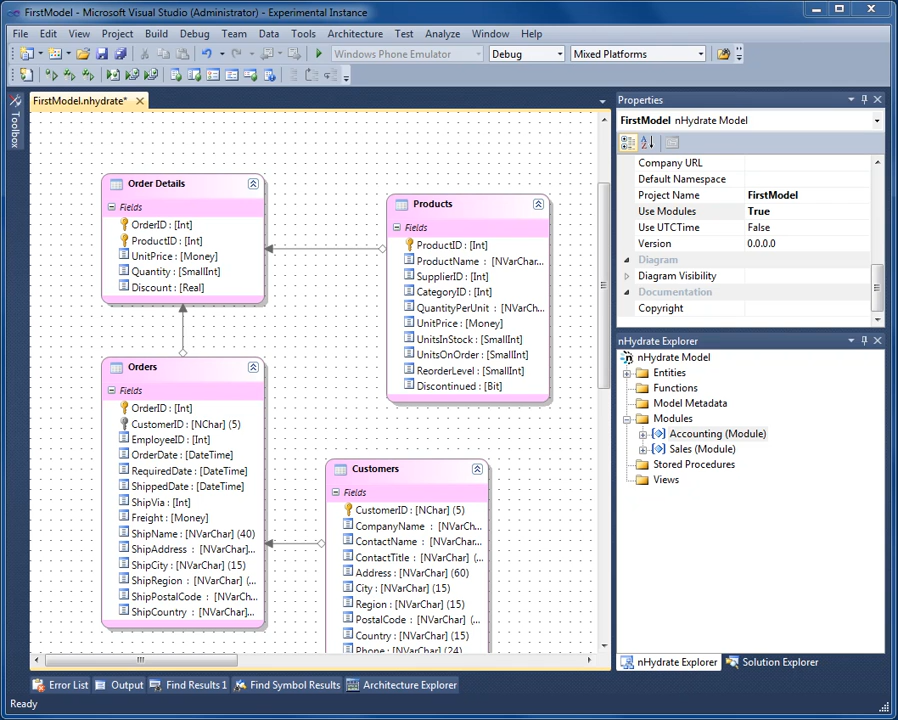 FirstModel - Microsoft Visual Studio (Administrator) - Experimental Instance
File Edit View Project Build Debug Team Data Tools Architecture Test Analyze Window Help
Windows Phone Emulator Debug Mixed Platforms
FirstModel.nhydrate*
Toolbox
Order Details
Fields
OrderID : [Int]
ProductID : [Int]
UnitPrice : [Money]
Quantity : [SmallInt]
Discount : [Real]
Products
Fields
ProductID : [Int]
ProductName : [NVarChar...
SupplierID : [Int]
CategoryID : [Int]
QuantityPerUnit : [NVarCh...
UnitPrice : [Money]
UnitsInStock : [SmallInt]
UnitsOnOrder : [SmallInt]
ReorderLevel : [SmallInt]
Discontinued : [Bit]
Orders
Fields
OrderID : [Int]
CustomerID : [NChar] (5)
EmployeeID : [Int]
OrderDate : [DateTime]
RequiredDate : [DateTime]
ShippedDate : [DateTime]
ShipVia : [Int]
Freight : [Money]
ShipName : [NVarChar] (40)
ShipAddress : [NVarChar]...
ShipCity : [NVarChar] (15)
ShipRegion : [NVarChar] (...
ShipPostalCode : [NVarCh...
ShipCountry : [NVarChar]...
Customers
Fields
CustomerID : [NChar] (5)
CompanyName : [NVarCh...
ContactName : [NVarCh...
ContactTitle : [NVarChar] (...
Address : [NVarChar] (60)
City : [NVarChar] (15)
Region : [NVarChar] (15)
PostalCode : [NVarChar] (...
Country : [NVarChar] (15)
Phone : [NVarChar] (24)
Properties
FirstModel nHydrate Model
Company URL
Default Namespace
Project Name FirstModel
Use Modules True
Use UTCTime False
Version 0.0.0.0
Diagram
Diagram Visibility
Documentation
Copyright
nHydrate Explorer
nHydrate Model
Entities
Functions
Model Metadata
Modules
Accounting (Module)
Sales (Module)
Stored Procedures
Views
nHydrate Explorer Solution Explorer
Error List Output Find Results 1 Find Symbol Results Architecture Explorer
Ready